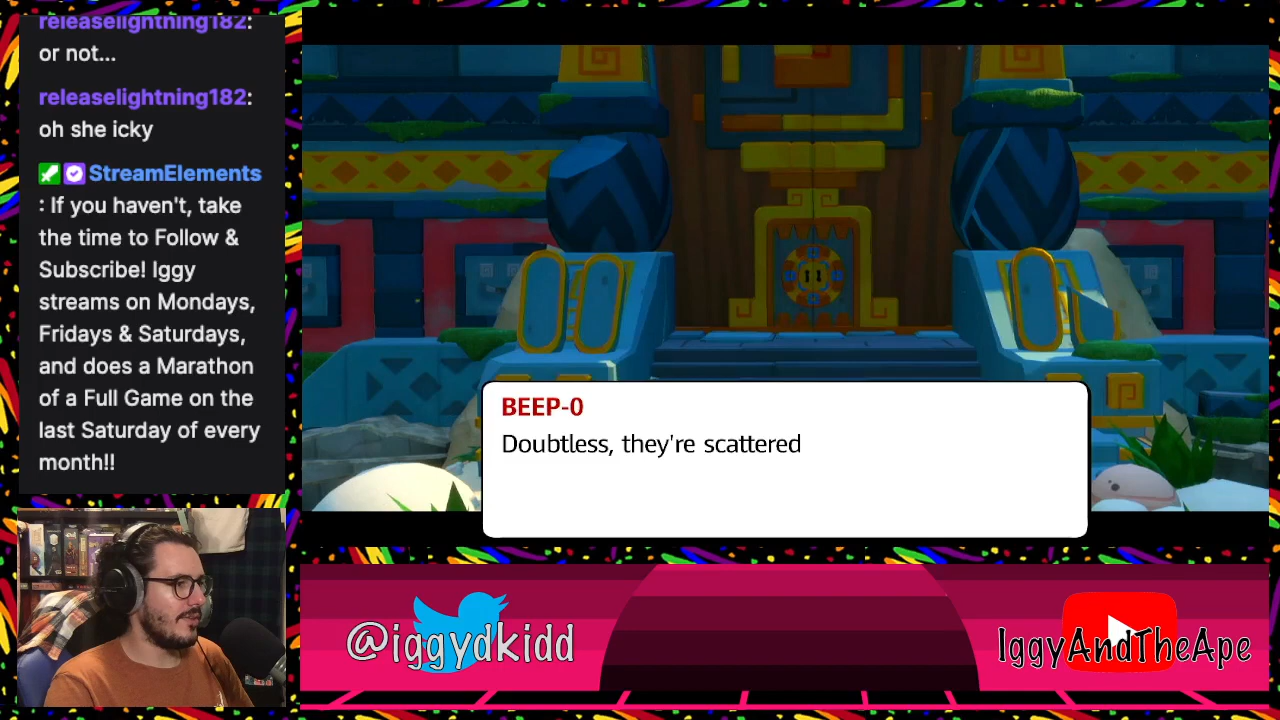 releaselightning182:
or not...
releaselightning182:
oh she icky
StreamElements
: If you haven't, take
the time to Follow &
Subscribe! Iggy
streams on Mondays,
Fridays & Saturdays,
and does a Marathon
of a Full Game on the
last Saturday of every
month!!
BEEP-0
Doubtless, they're scattered
@iggydkidd
IggyAndTheApe